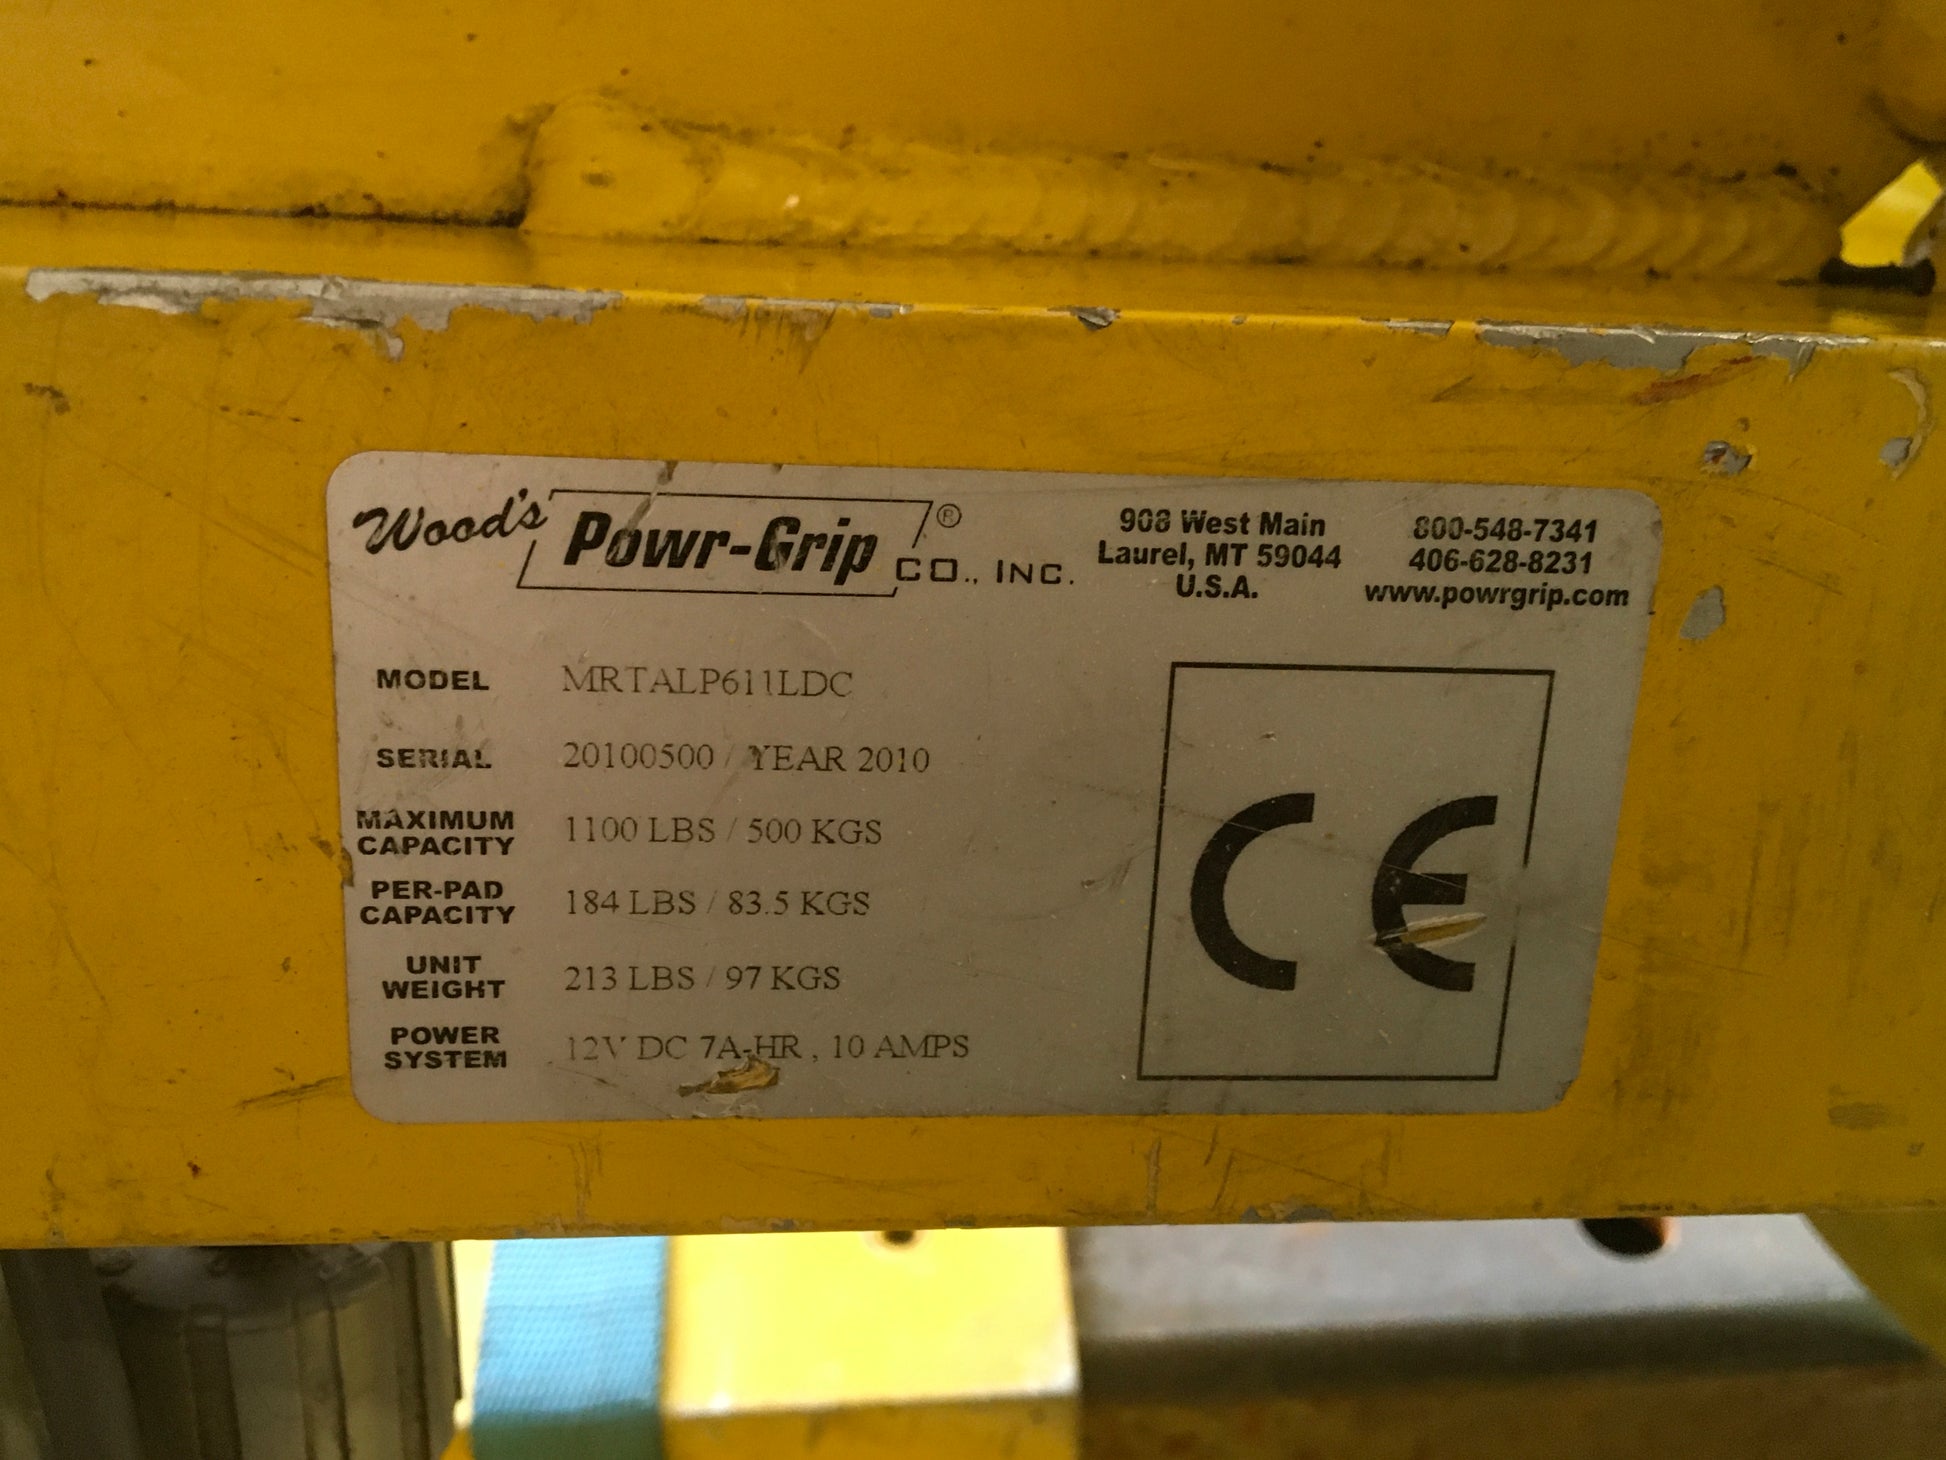 Wood's Powr-Grip® CO., INC.
908 West Main
Laurel, MT 59044
U.S.A.
800-548-7341
406-628-8231
www.powrgrip.com
MODEL MRTALP611LDC
SERIAL 20100500 / YEAR 2010
MAXIMUM
CAPACITY 1100 LBS / 500 KGS
PER-PAD
CAPACITY 184 LBS / 83.5 KGS
UNIT
WEIGHT 213 LBS / 97 KGS
POWER
SYSTEM 12V DC 7A-HR , 10 AMPS
CE